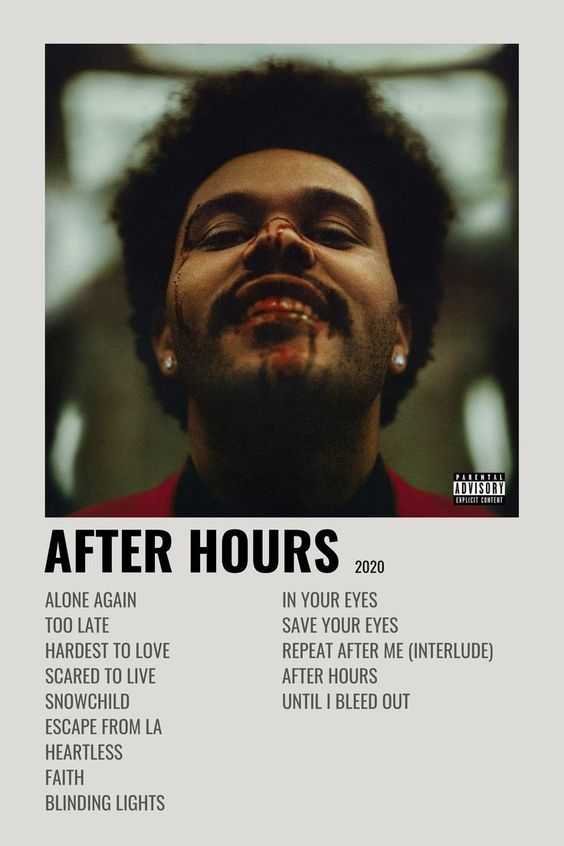 PARENTAL
ADVISORY
EXPLICIT CONTENT
AFTER HOURS 2020
ALONE AGAIN
TOO LATE
HARDEST TO LOVE
SCARED TO LIVE
SNOWCHILD
ESCAPE FROM LA
HEARTLESS
FAITH
BLINDING LIGHTS
IN YOUR EYES
SAVE YOUR EYES
REPEAT AFTER ME (INTERLUDE)
AFTER HOURS
UNTIL I BLEED OUT